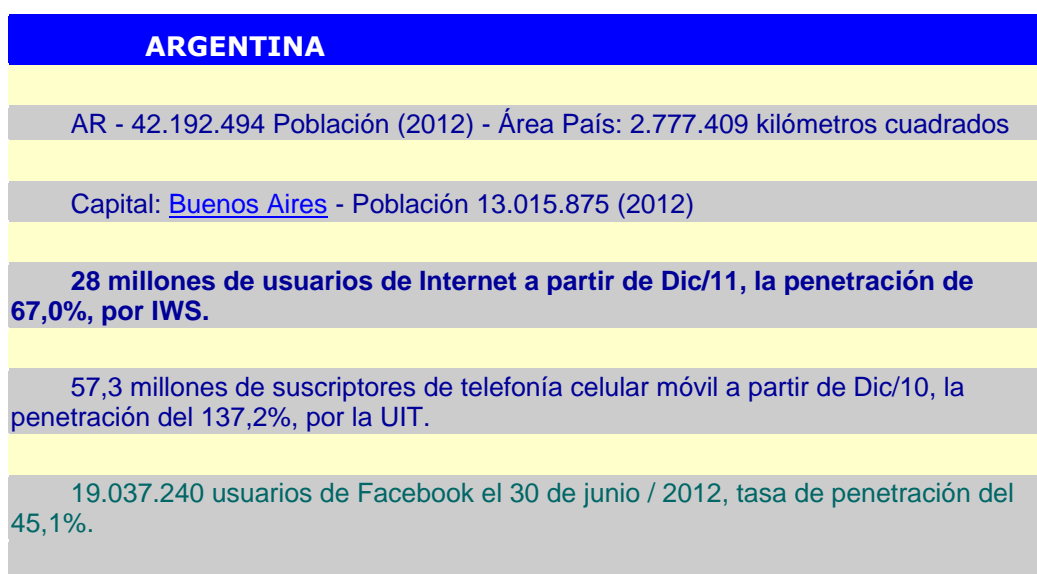 ARGENTINA
AR - 42.192.494 Población (2012) - Área País: 2.777.409 kilómetros cuadrados
Capital: Buenos Aires - Población 13.015.875 (2012)
28 millones de usuarios de Internet a partir de Dic/11, la penetración de
67,0%, por IWS.
57,3 millones de suscriptores de telefonía celular móvil a partir de Dic/10, la
penetración del 137,2%, por la UIT.
19.037.240 usuarios de Facebook el 30 de junio / 2012, tasa de penetración del
45,1%.